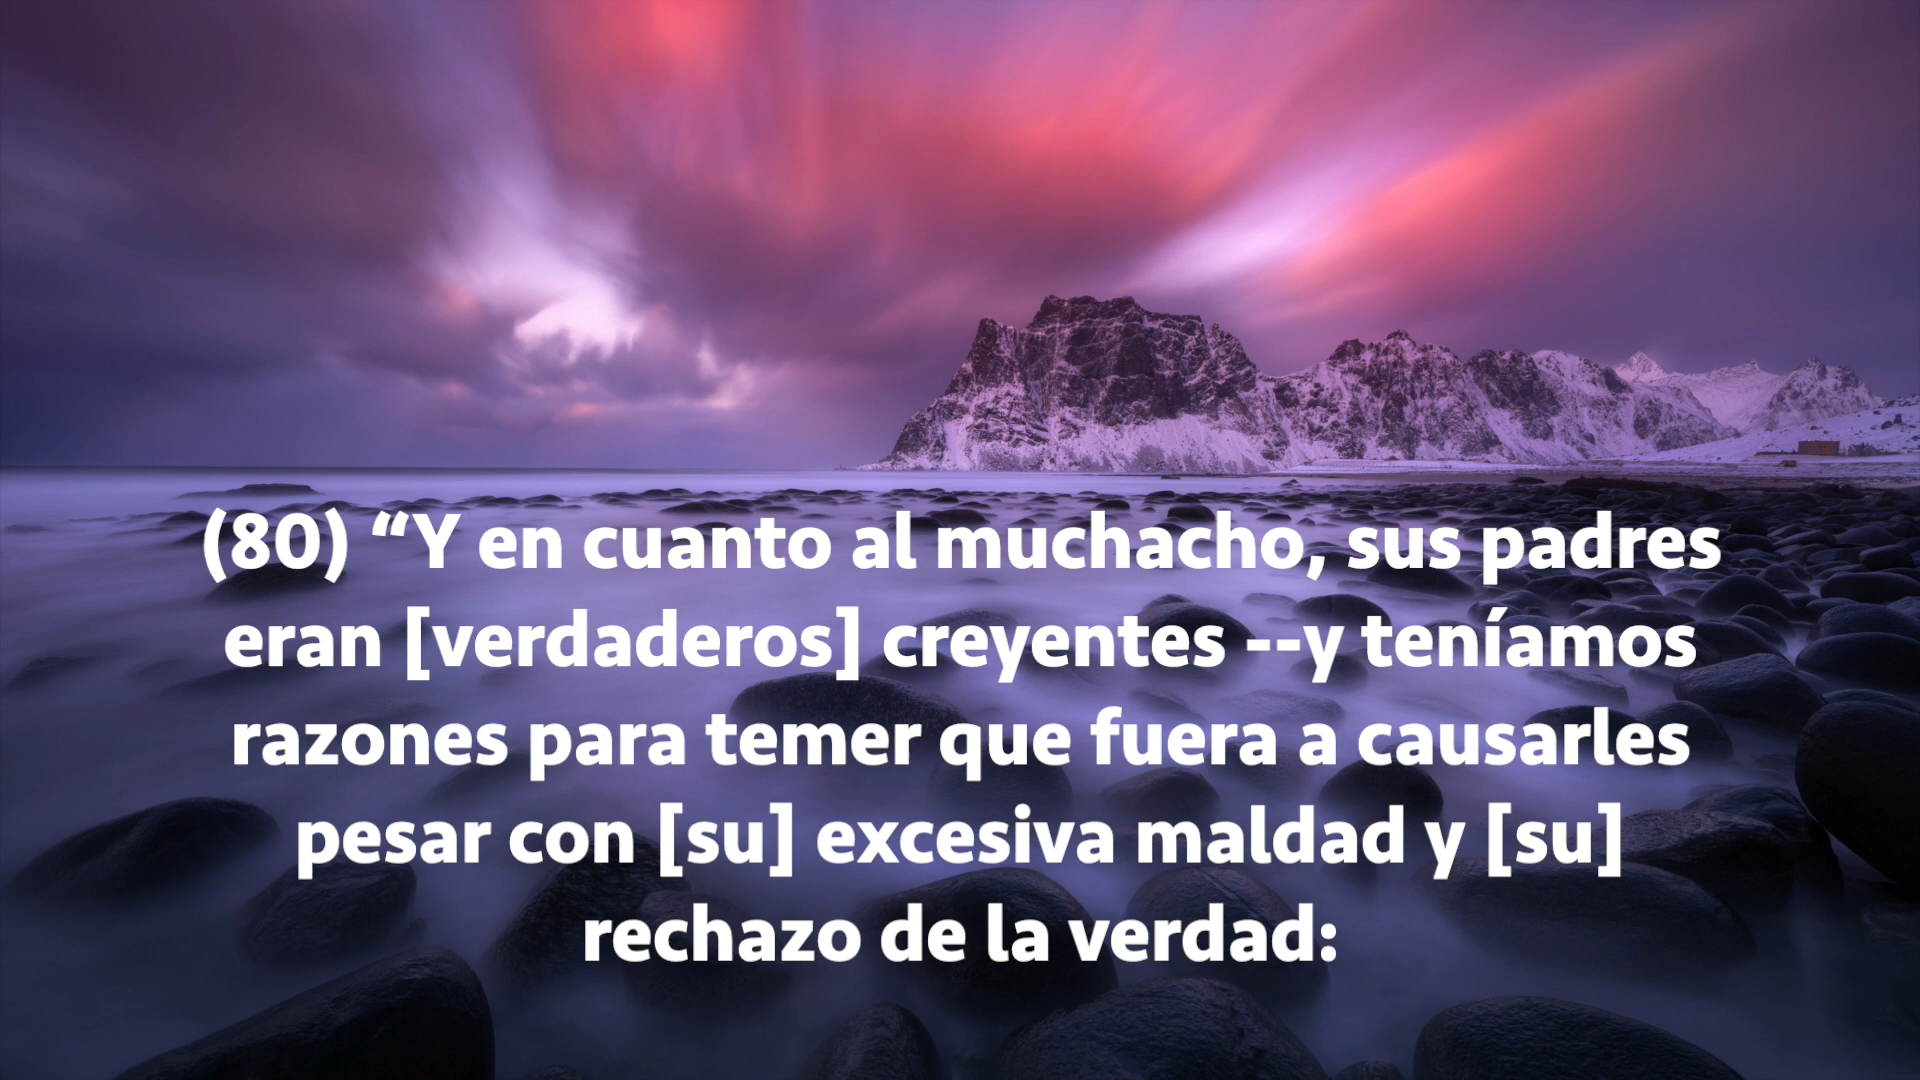 (80) “Y en cuanto al muchacho, sus padres
eran [verdaderos] creyentes --y teníamos
razones para temer que fuera a causarles
pesar con [su] excesiva maldad y [su]
rechazo de la verdad: